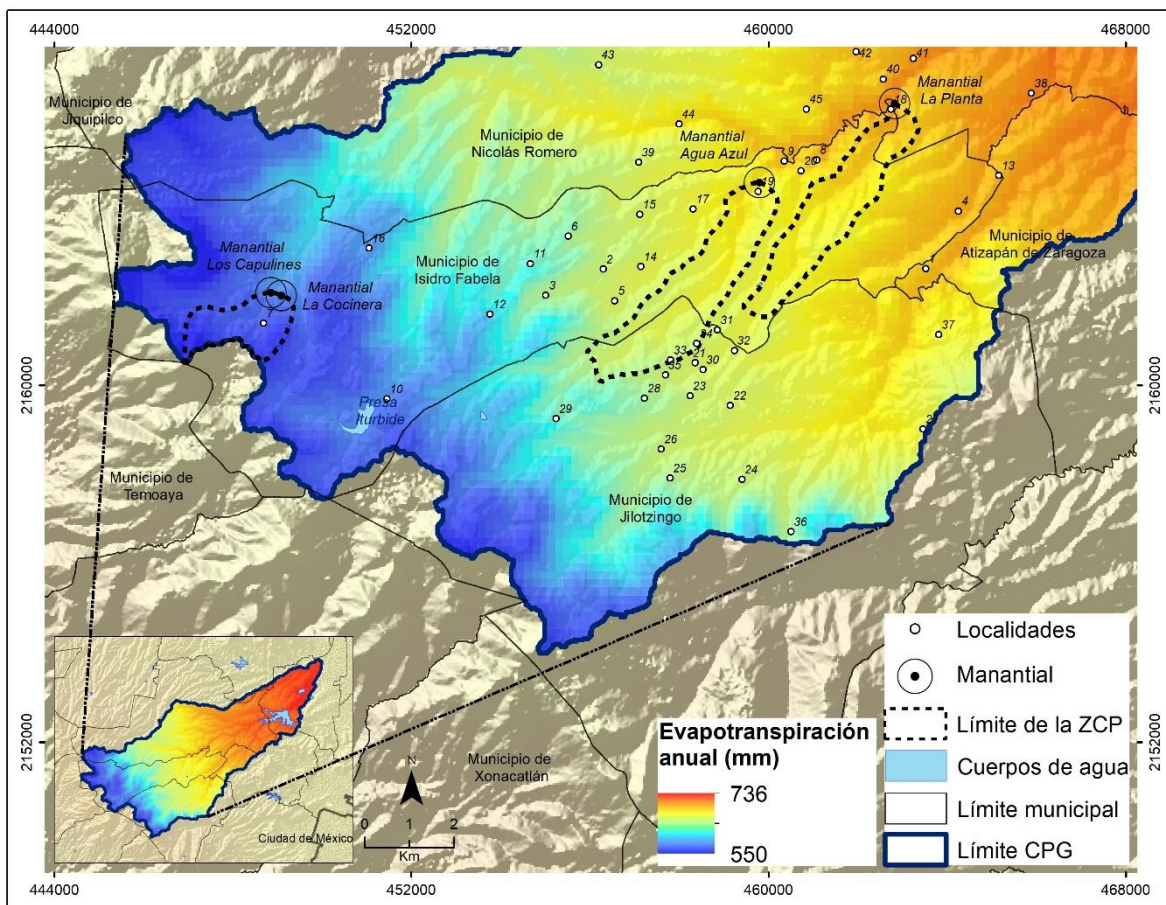 444000
452000
460000
468000
2160000
2152000
2160000
2152000
Municipio de
Jiquipilco
Municipio de
Nicolás Romero
Manantial
La Planta
Manantial
Agua Azul
Municipio de
Atizapán de Zaragoza
Municipio de
Isidro Fabela
Manantial
Los Capulines
Manantial
La Cocinera
Presa
Iturbide
Municipio de
Temoaya
Municipio de
Jilotzingo
Municipio de
Xonacatlán
43
42
41
40
38
18
45
44
39
9
8
20
19
13
4
17
15
6
16
11
2
14
3
5
12
7
1
31
37
34
32
33
21
30
35
10
28
23
22
29
26
25
24
36
Ciudad de México
N
0
1
2
Km
Evapotranspiración
anual (mm)
736
550
Localidades
Manantial
Límite de la ZCP
Cuerpos de agua
Límite municipal
Límite CPG
444000
452000
460000
468000